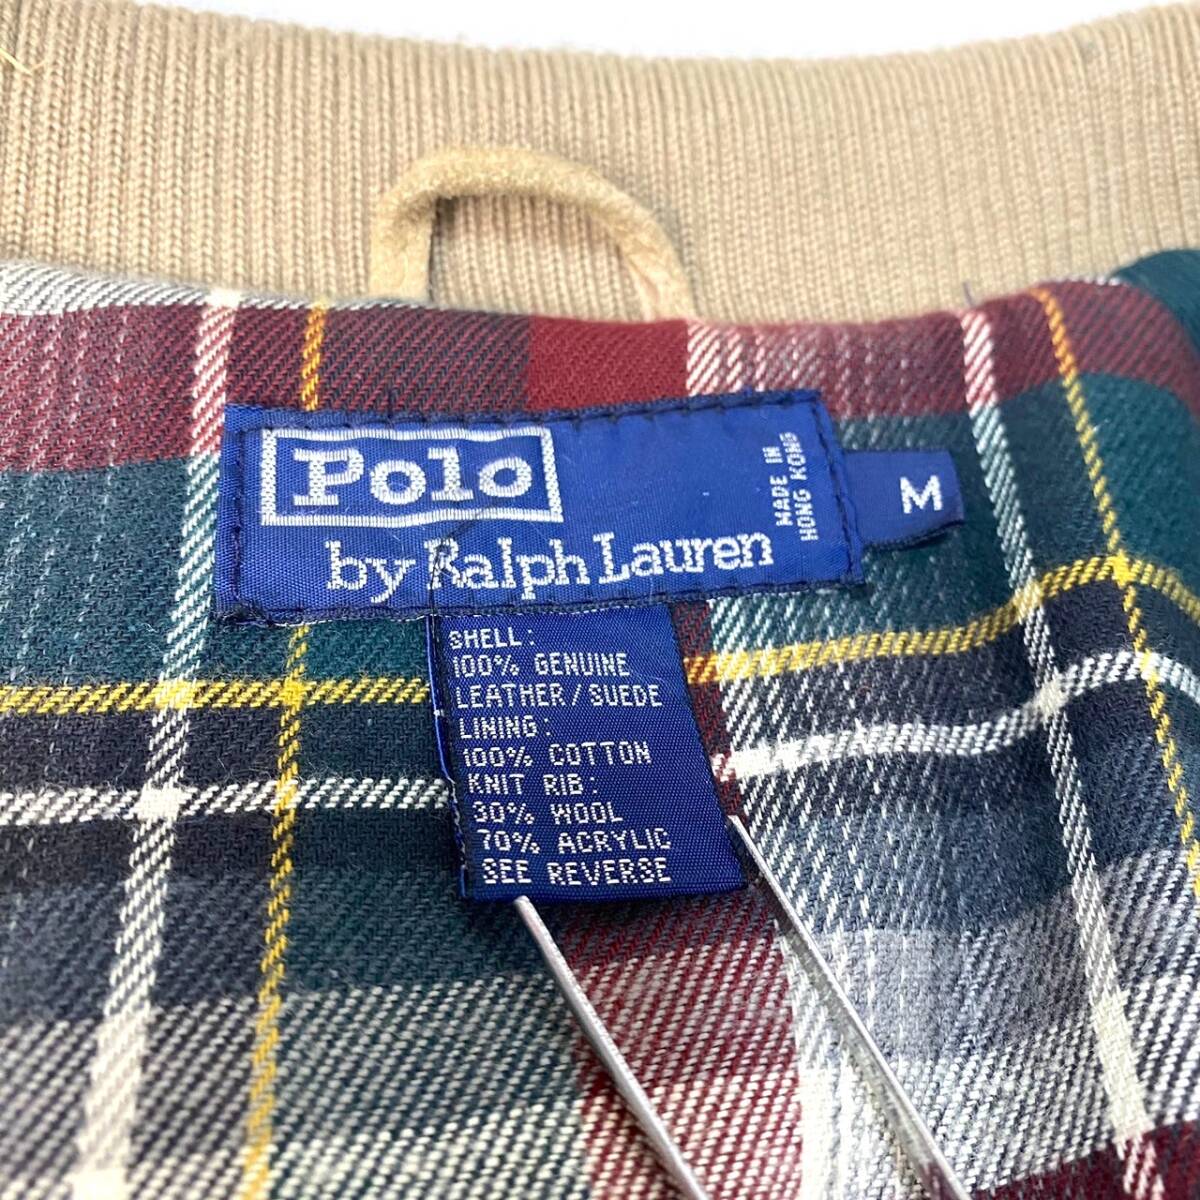 Polo
by Ralph Lauren
MADE IN
HONG KONG
M
SHELL:
100% GENUINE
LEATHER/SUEDE
LINING:
100% COTTON
KNIT RIB:
30% WOOL
70% ACRYLIC
SEE REVERSE